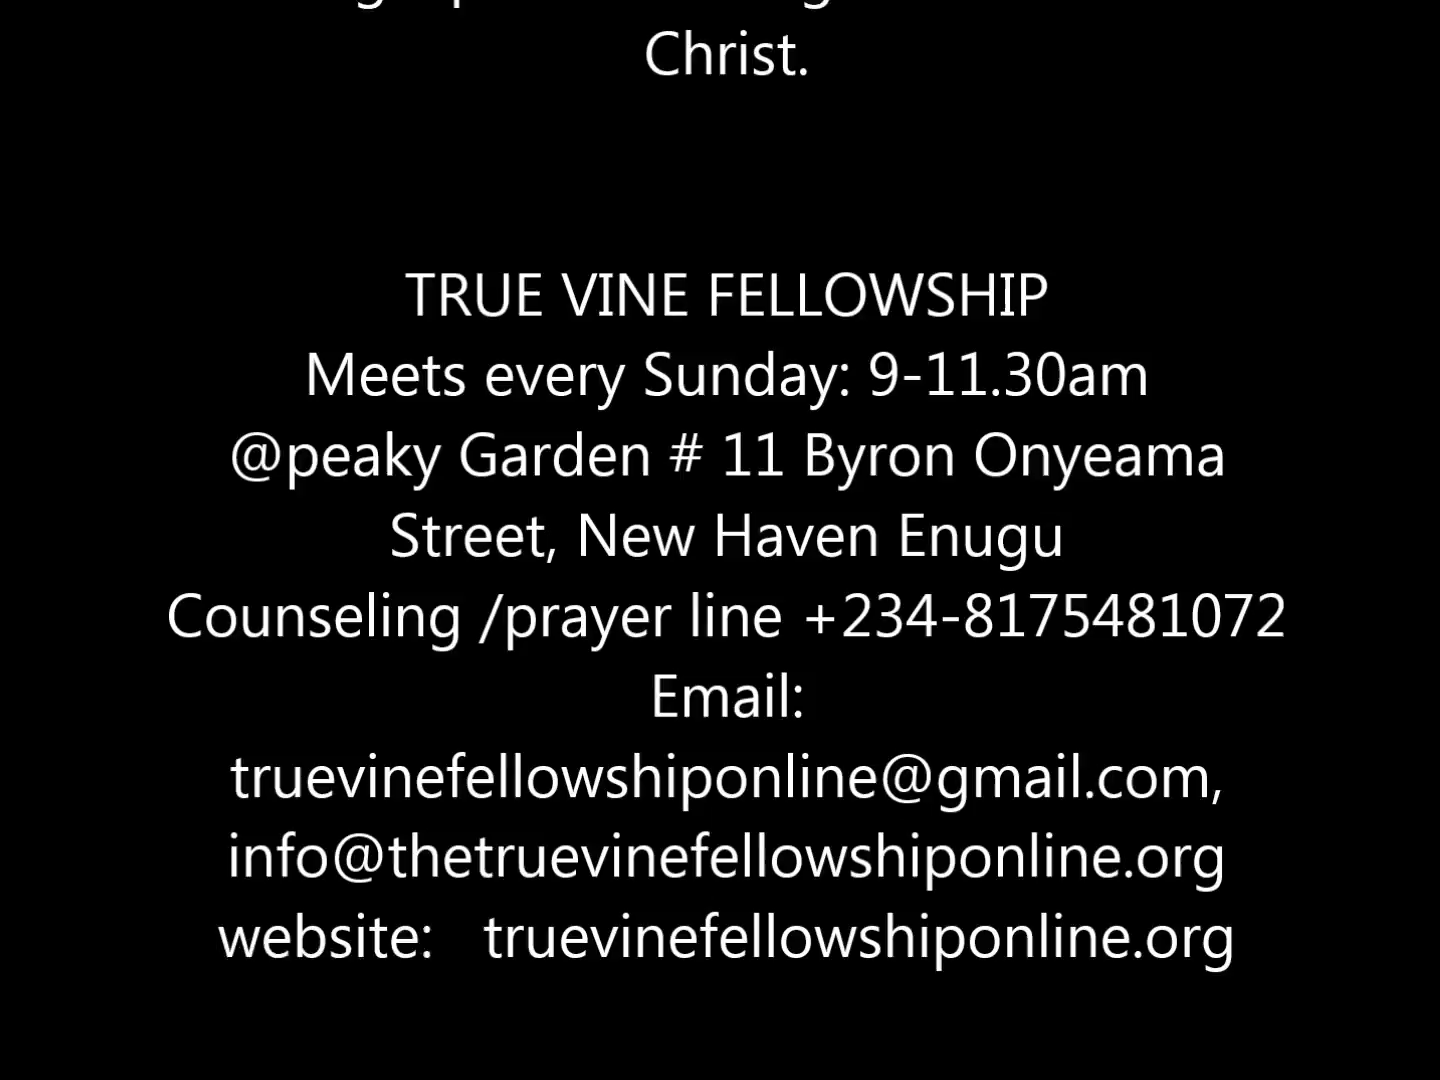 Christ.
TRUE VINE FELLOWSHIP
Meets every Sunday: 9-11.30am
@peaky Garden # 11 Byron Onyeama
Street, New Haven Enugu
Counseling /prayer line +234-8175481072
Email:
truevinefellowshiponline@gmail.com,
info@thetruevinefellowshiponline.org
website: truevinefellowshiponline.org